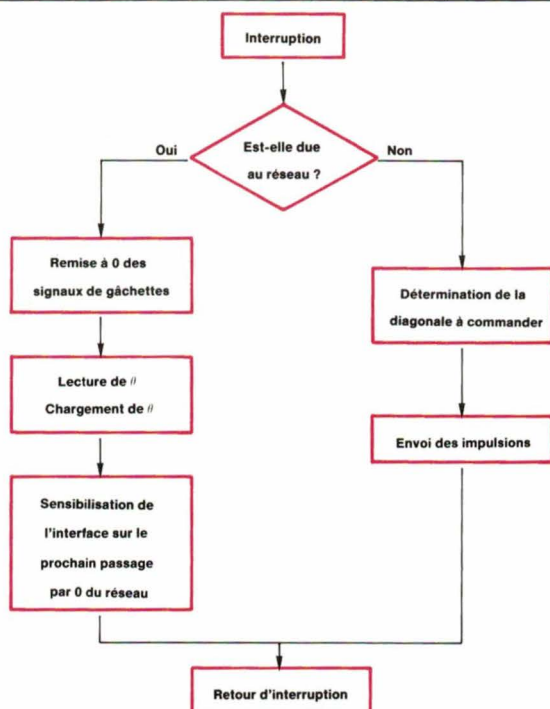 Interruption
Est-elle due
au réseau ?
Oui
Non
Remise à 0 des
signaux de gâchettes
Lecture de θ
Chargement de θ
Sensibilisation de
l'interface sur le
prochain passage
par 0 du réseau
Détermination de la
diagonale à commander
Envoi des impulsions
Retour d'interruption